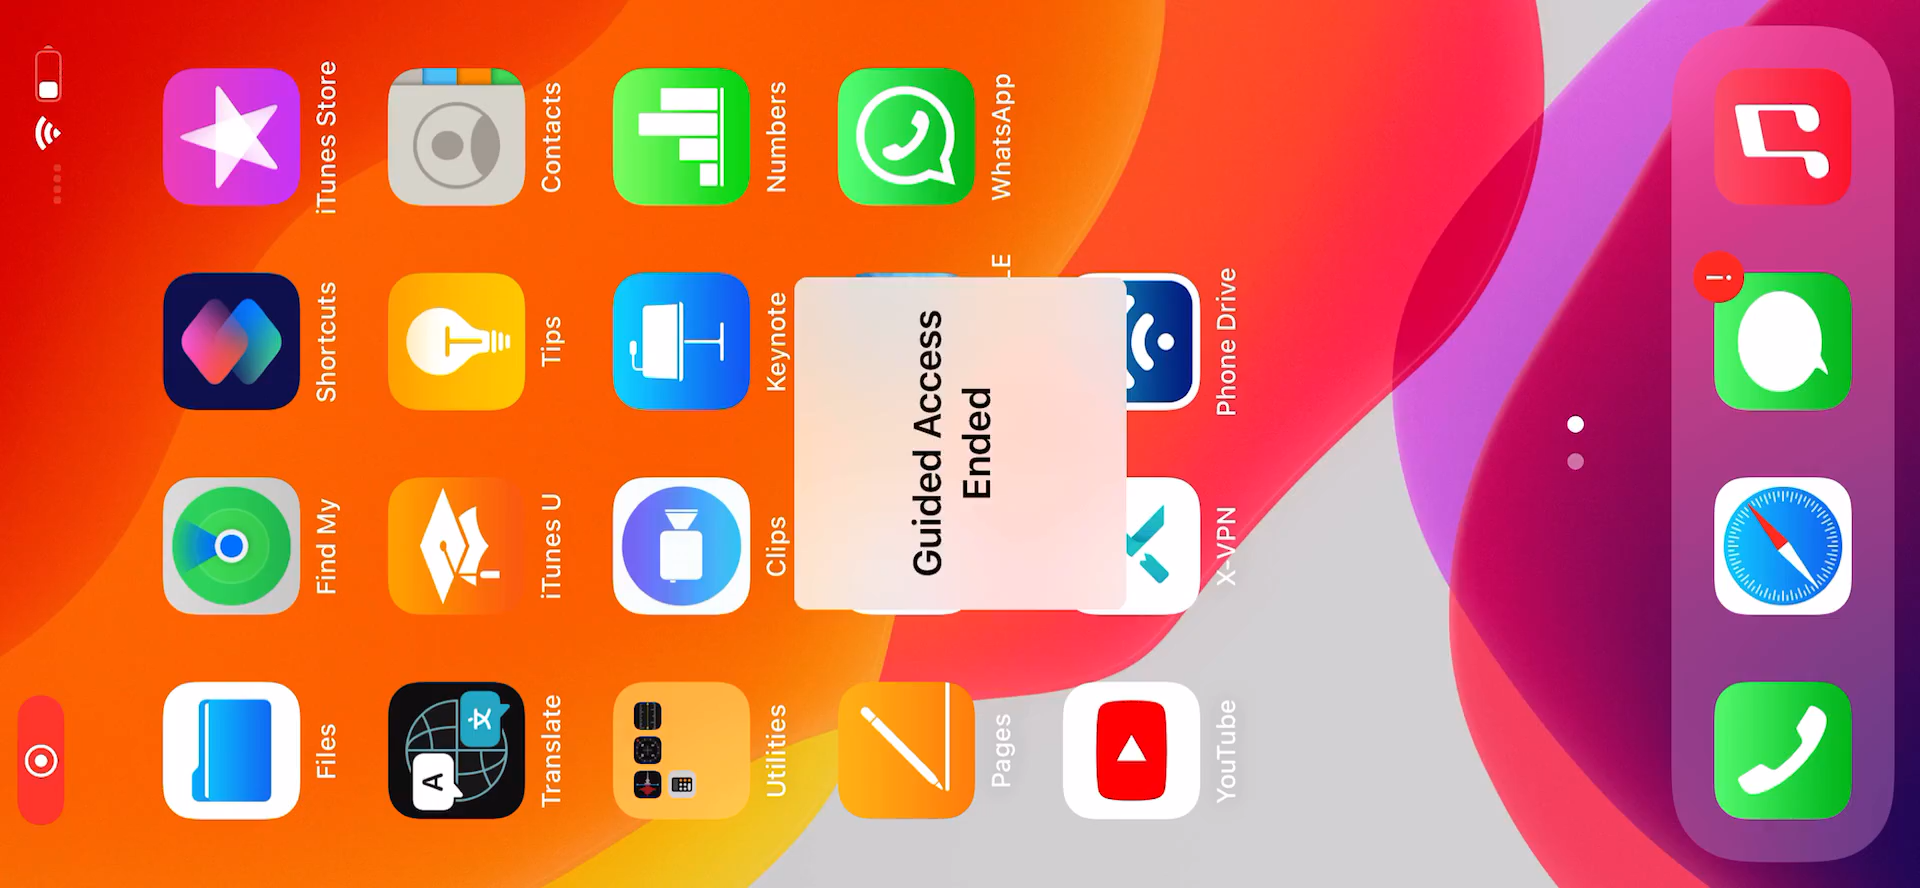 Files
Find My
Shortcuts
iTunes Store
Translate
iTunes U
Tips
Contacts
Utilities
Clips
Keynote
Numbers
Guided Access
Ended
Pages
WhatsApp
YouTube
X-VPN
Phone Drive